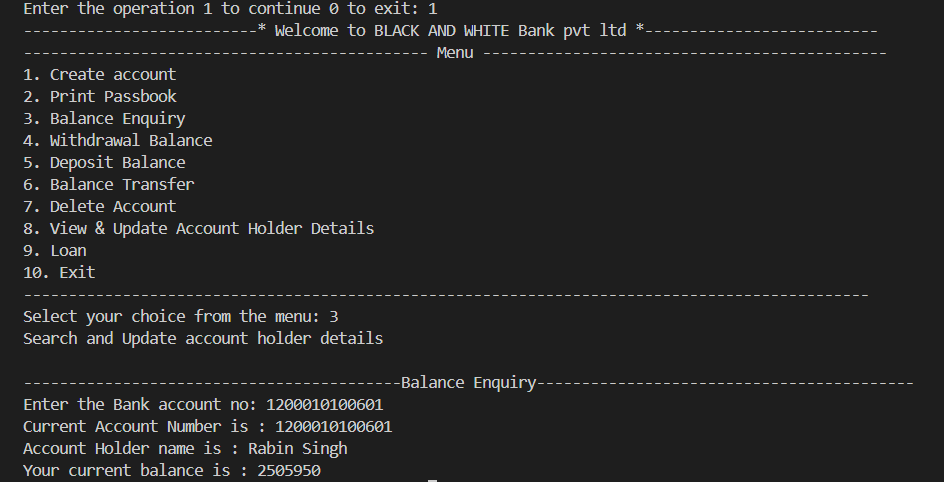 Enter the operation 1 to continue 0 to exit: 1
--------------------------* Welcome to BLACK AND WHITE Bank pvt ltd *--------------------------
--------------------------------------------- Menu ---------------------------------------------
1. Create account
2. Print Passbook
3. Balance Enquiry
4. Withdrawal Balance
5. Deposit Balance
6. Balance Transfer
7. Delete Account
8. View & Update Account Holder Details
9. Loan
10. Exit
----------------------------------------------------------------------------------------------
Select your choice from the menu: 3
Search and Update account holder details
------------------------------------------Balance Enquiry------------------------------------------
Enter the Bank account no: 1200010100601
Current Account Number is : 1200010100601
Account Holder name is : Rabin Singh
Your current balance is : 2505950